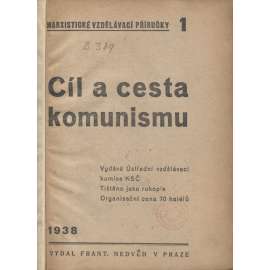 MARXISTICKÉ VZDĚLÁVACÍ PŘÍRUČKY 1
Cíl a cesta
komunismu
Vydává Ústřední vzdělávací
komise KSČ
Tištěno jako rukopis
Organisační cena 70 haléřů
1938
VYDAL FRANT. NEDVĚD V PRAZE